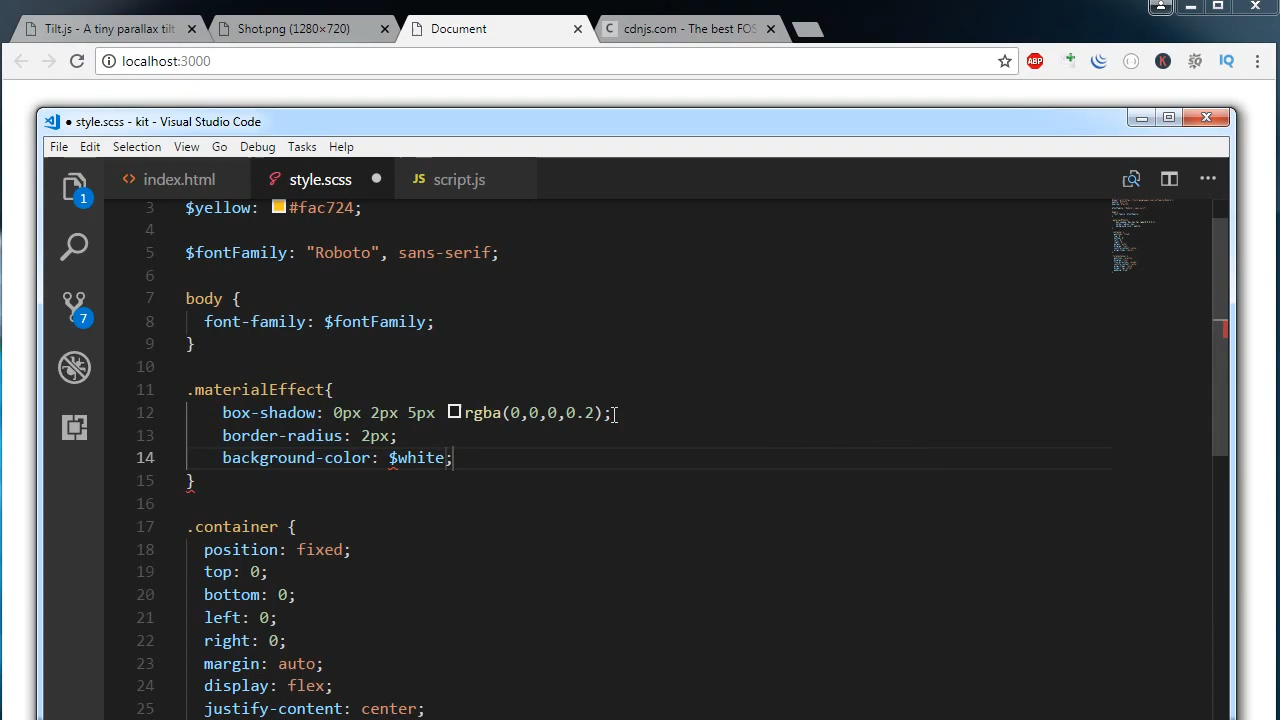 Tilt.js - A tiny parallax tilt
Shot.png (1280×720)
Document
cdnjs.com - The best FOS
localhost:3000
ABP
K
IQ
● style.scss - kit - Visual Studio Code
File Edit Selection View Go Debug Tasks Help
index.html
style.scss
JS script.js
1
7
3 $yellow: #fac724;
4
5 $fontFamily: "Roboto", sans-serif;
6
7 body {
8 font-family: $fontFamily;
9 }
10
11 .materialEffect{
12 box-shadow: 0px 2px 5px rgba(0,0,0,0.2);
13 border-radius: 2px;
14 background-color: $white;
15 }
16
17 .container {
18 position: fixed;
19 top: 0;
20 bottom: 0;
21 left: 0;
22 right: 0;
23 margin: auto;
24 display: flex;
25 justify-content: center;